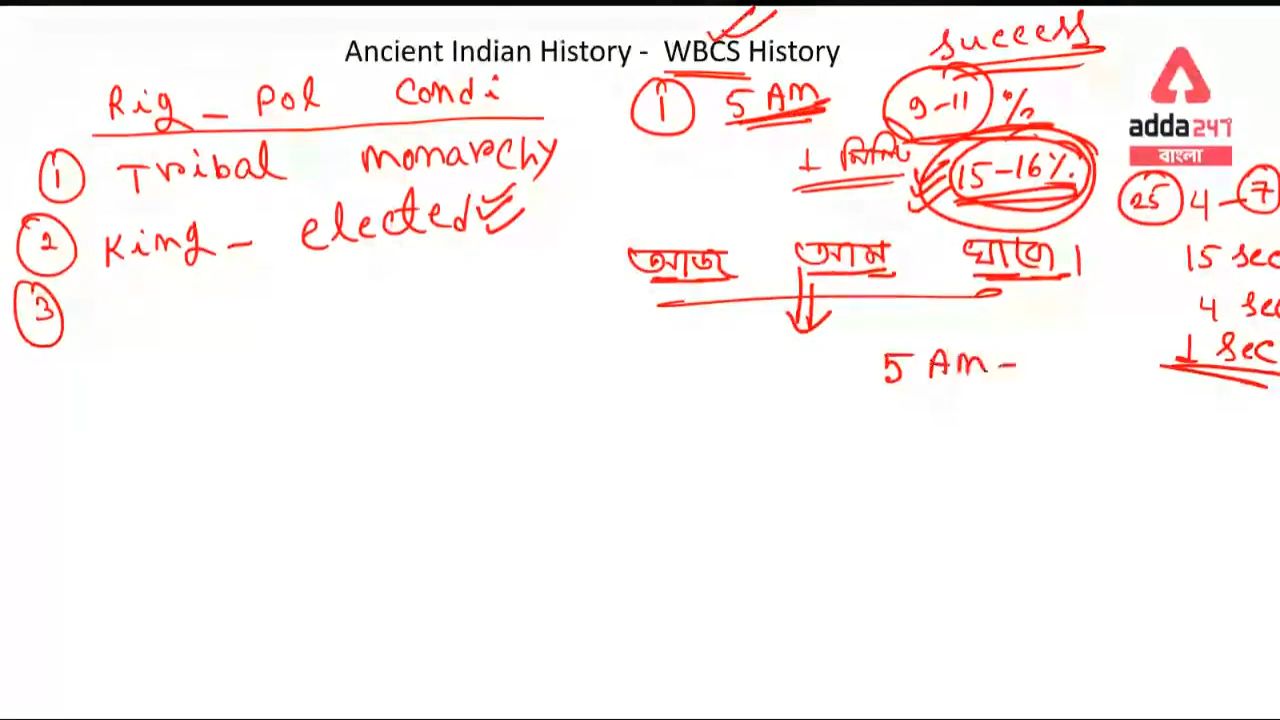 Ancient Indian History - WBCS History
success
Rig - Pol Condi
① Tribal monarchy
② King - elected
③
① 5 AM
9-11 %
1 মিনিট
15-16%.
আজ আম খাবো।
5 AM -
adda247
বাংলা
25 4-7
15 sec
4 sec
1 Sec